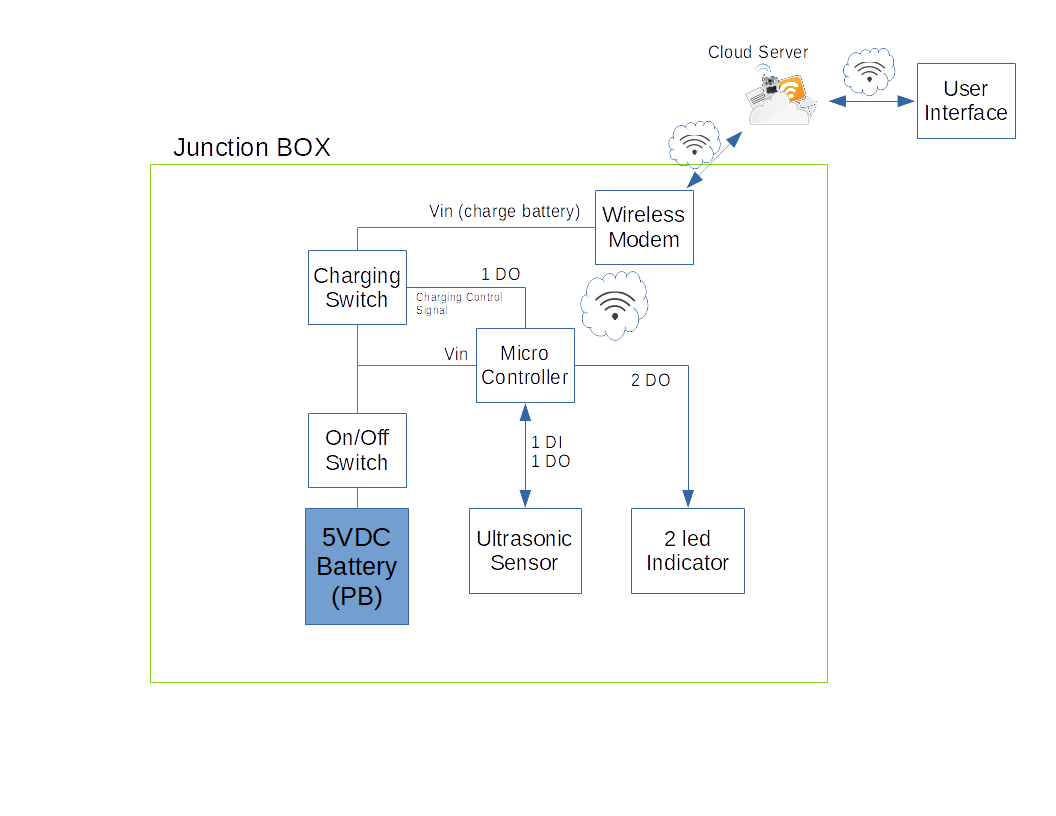 Cloud Server
User
Interface
Junction BOX
Vin (charge battery)
Wireless
Modem
Charging
Switch
1 DO
Charging Control
Signal
Vin
Micro
Controller
2 DO
On/Off
Switch
1 DI
1 DO
5VDC
Battery
(PB)
Ultrasonic
Sensor
2 led
Indicator